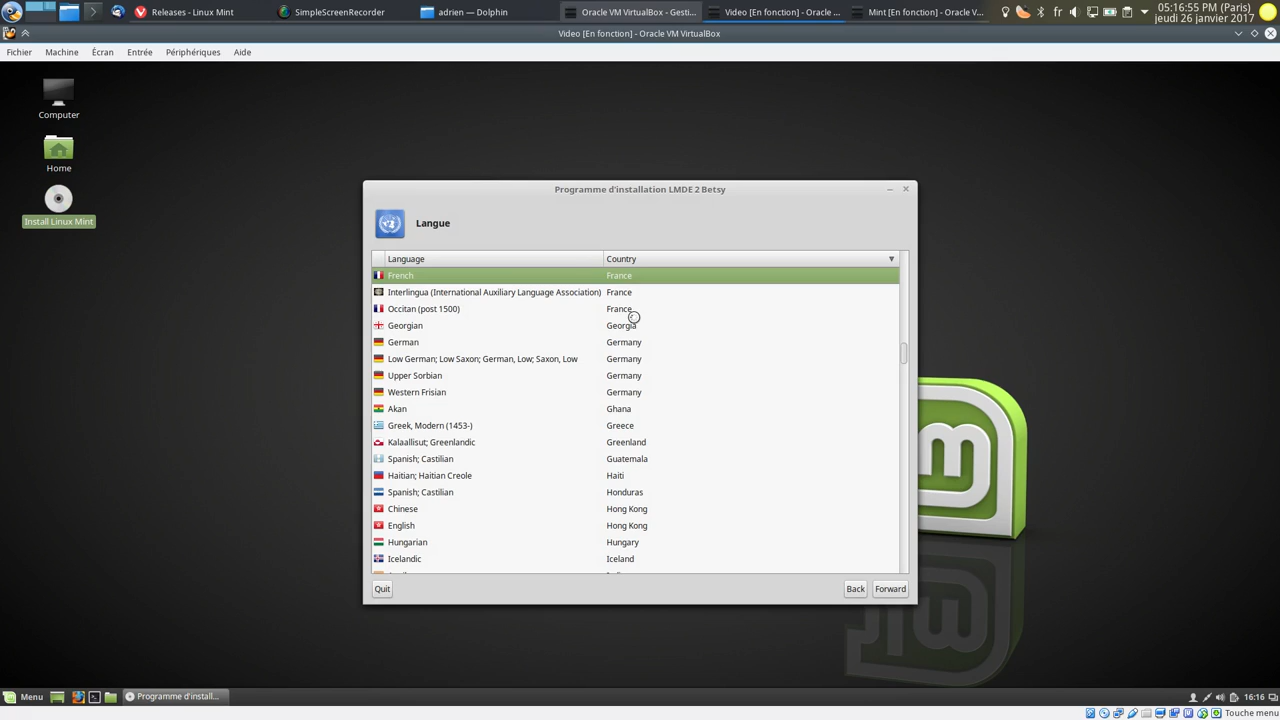 Releases - Linux Mint
SimpleScreenRecorder
adrien — Dolphin
Oracle VM VirtualBox - Gesti...
Video [En fonction] - Oracle ...
Mint [En fonction] - Oracle V...
fr
05:16:55 PM (Paris)
jeudi 26 janvier 2017
Video [En fonction] - Oracle VM VirtualBox
Fichier Machine Écran Entrée Périphériques Aide
Computer
Home
Install Linux Mint
Programme d'installation LMDE 2 Betsy
Langue
Language Country
French France
Interlingua (International Auxiliary Language Association) France
Occitan (post 1500) France
Georgian Georgia
German Germany
Low German; Low Saxon; German, Low; Saxon, Low Germany
Upper Sorbian Germany
Western Frisian Germany
Akan Ghana
Greek, Modern (1453-) Greece
Kalaallisut; Greenlandic Greenland
Spanish; Castilian Guatemala
Haitian; Haitian Creole Haiti
Spanish; Castilian Honduras
Chinese Hong Kong
English Hong Kong
Hungarian Hungary
Icelandic Iceland
Quit Back Forward
Menu
Programme d'install...
16:16
Touche menu